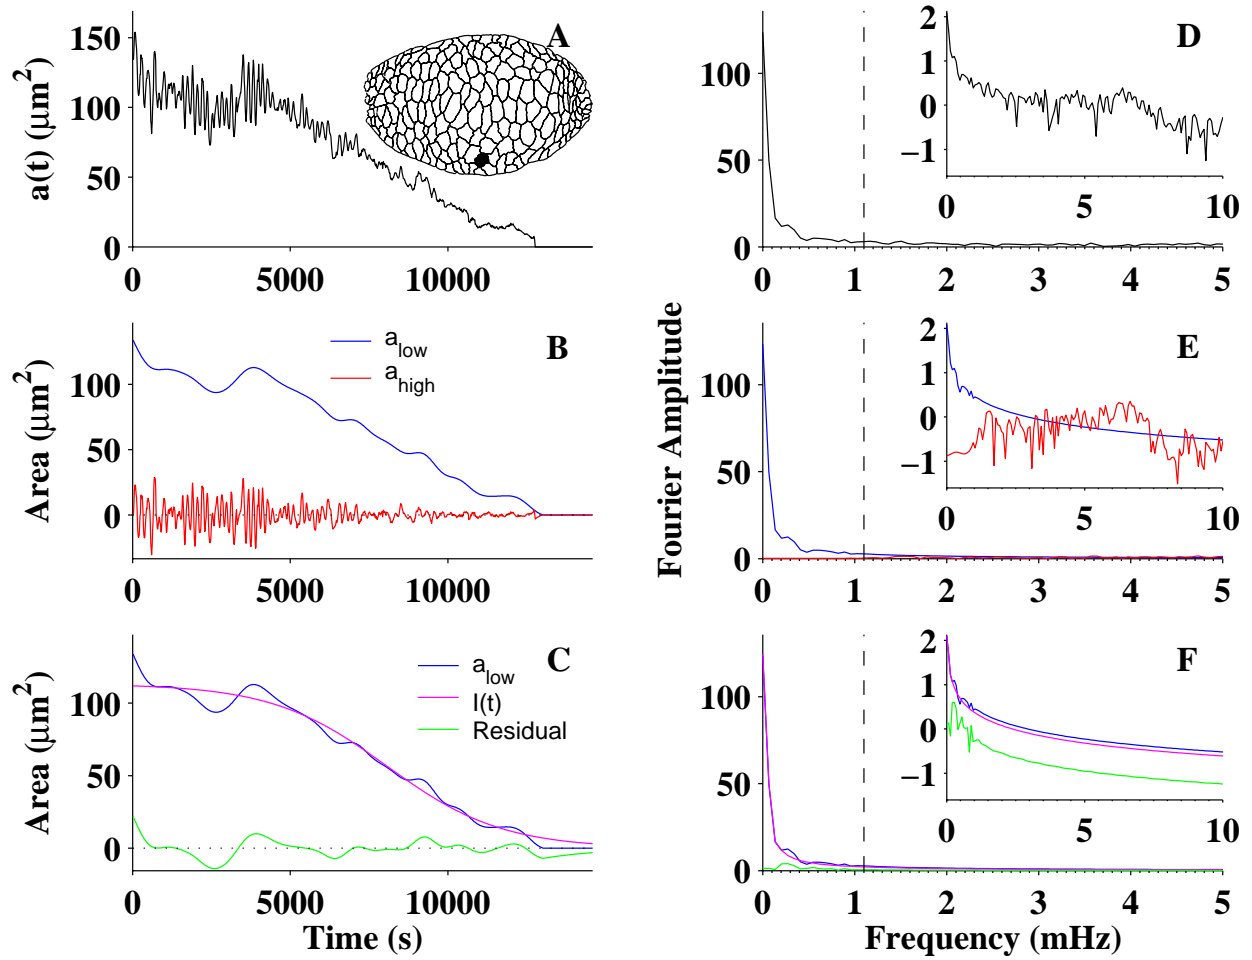 A
a(t) (μm²)
150
100
50
0
0 5000 10000
B
a_low
a_high
Area (μm²)
100
50
0
0 5000 10000
C
a_low
I(t)
Residual
Area (μm²)
100
50
0
0 5000 10000
Time (s)
D
100
50
0
0 1 2 3 4 5
2
1
0
−1
0 5 10
Fourier Amplitude
E
100
50
0
0 1 2 3 4 5
2
1
0
−1
0 5 10
F
100
50
0
0 1 2 3 4 5
2
1
0
−1
0 5 10
Frequency (mHz)